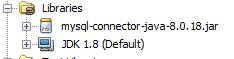 Libraries
mysql-connector-java-8.0.18.jar
JDK 1.8 (Default)